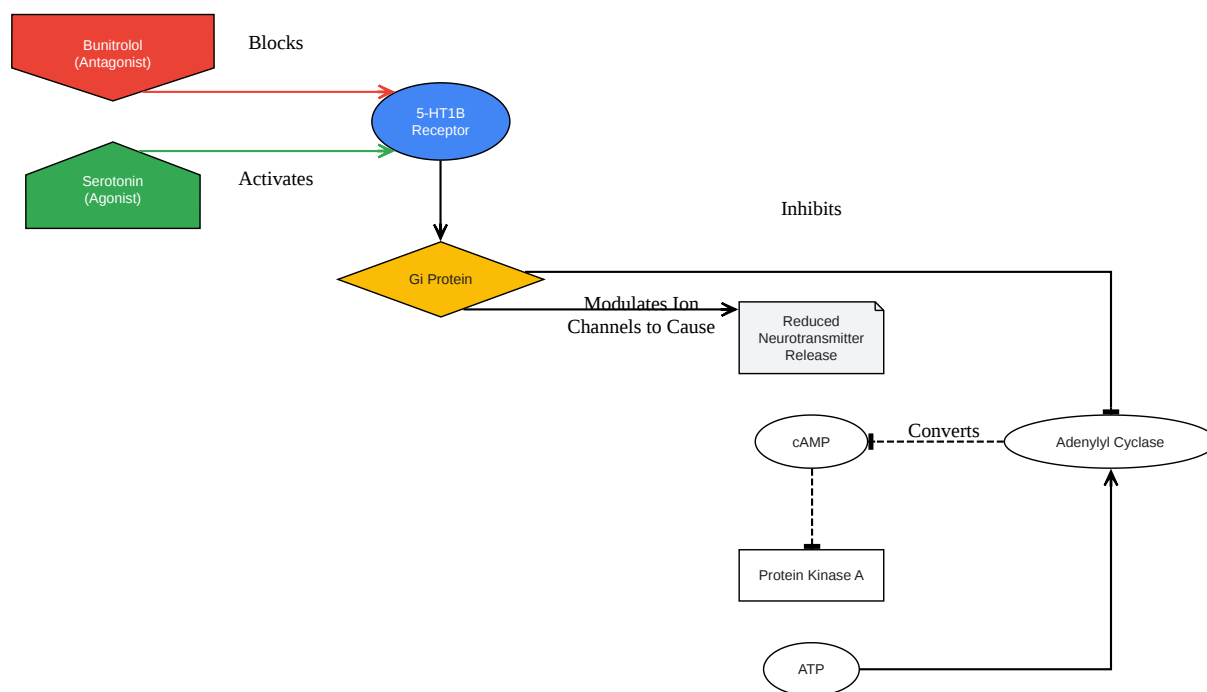 Bunitrolol
(Antagonist)
Blocks
5-HT1B
Receptor
Serotonin
(Agonist)
Activates
Inhibits
Gi Protein
Modulates Ion
Channels to Cause
Reduced
Neurotransmitter
Release
cAMP
Converts
Adenylyl Cyclase
Protein Kinase A
ATP